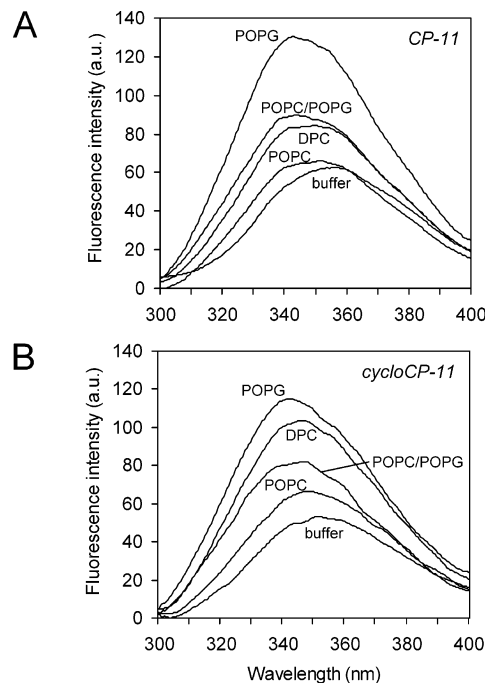 A
CP-11
Fluorescence intensity (a.u.)
140
120
100
80
60
40
20
0
POPG
POPC/POPG
DPC
POPC
buffer
300 320 340 360 380 400
B
cycloCP-11
Fluorescence intensity (a.u.)
140
120
100
80
60
40
20
0
POPG
DPC
POPC/POPG
POPC
buffer
300 320 340 360 380 400
Wavelength (nm)